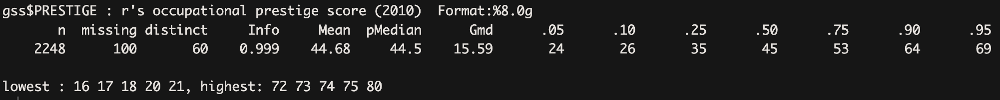 gss$PRESTIGE : r's occupational prestige score (2010)  Format:%8.0g
n missing distinct Info Mean pMedian Gmd .05 .10 .25 .50 .75 .90 .95
2248 100 60 0.999 44.68 44.5 15.59 24 26 35 45 53 64 69
lowest : 16 17 18 20 21, highest: 72 73 74 75 80